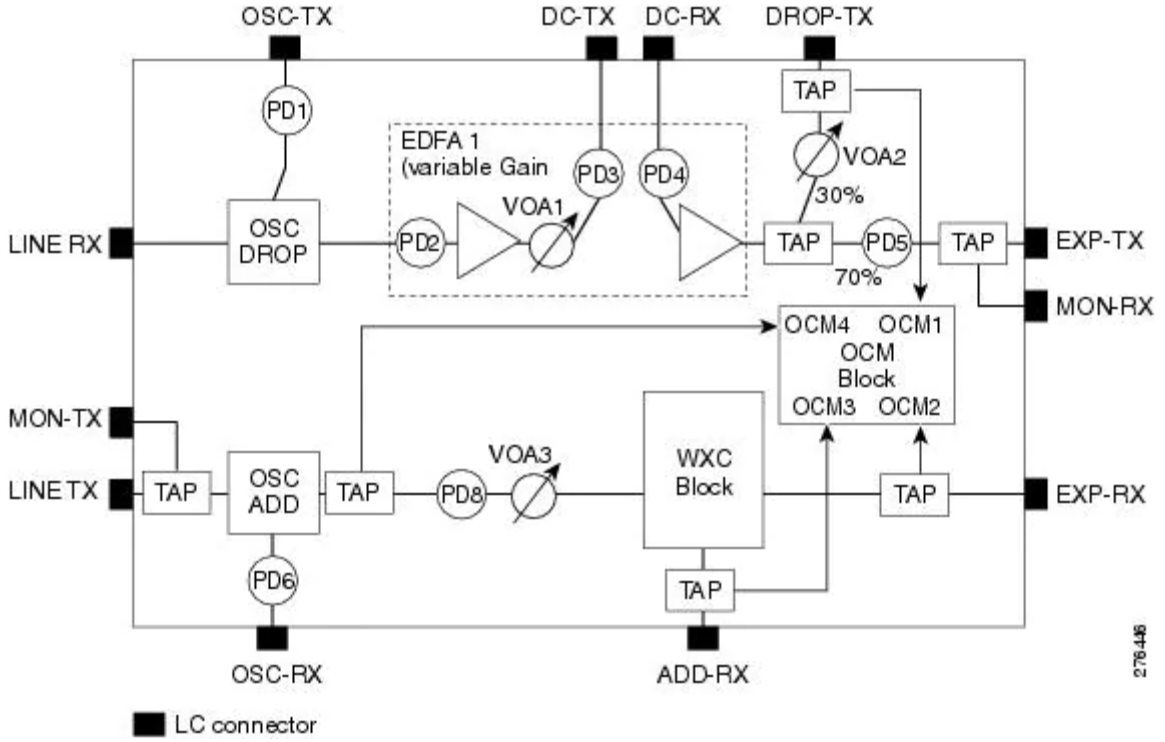 OSC-TX
DC-TX
DC-RX
DROP-TX
TAP
PD1
EDFA 1
(variable Gain
VOA2
PD3
PD4
30%
VOA1
LINE RX
OSC
DROP
PD2
TAP
PD5
TAP
EXP-TX
70%
MON-RX
OCM4
OCM1
OCM
Block
OCM3
OCM2
MON-TX
VOA3
WXC
Block
LINE TX
TAP
OSC
ADD
TAP
PD8
TAP
EXP-RX
PD6
TAP
OSC-RX
ADD-RX
276446
LC connector